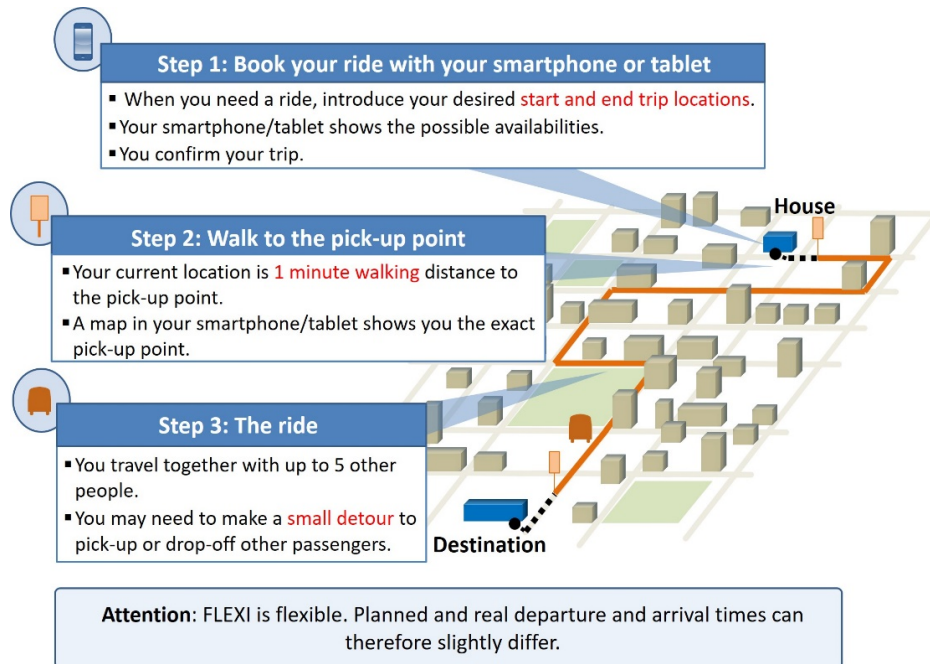 Step 1: Book your ride with your smartphone or tablet
▪ When you need a ride, introduce your desired start and end trip locations.
▪ Your smartphone/tablet shows the possible availabilities.
▪ You confirm your trip.
House
Step 2: Walk to the pick-up point
▪ Your current location is 1 minute walking distance to
the pick-up point.
▪ A map in your smartphone/tablet shows you the exact
pick-up point.
Step 3: The ride
▪ You travel together with up to 5 other
people.
▪ You may need to make a small detour to
pick-up or drop-off other passengers.
Destination
Attention: FLEXI is flexible. Planned and real departure and arrival times can
therefore slightly differ.